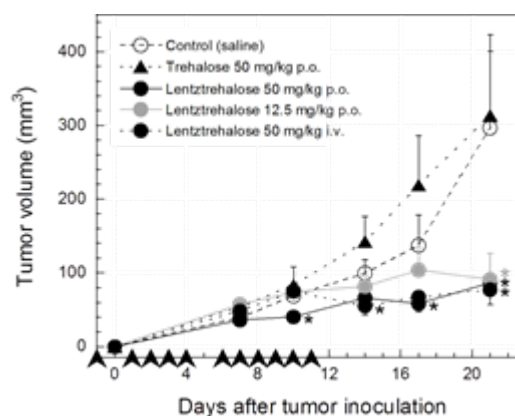 400
300
200
100
0
Tumor volume (mm³)
Control (saline)
Trehalose 50 mg/kg p.o.
Lentztrehalose 50 mg/kg p.o.
Lentztrehalose 12.5 mg/kg p.o.
Lentztrehalose 50 mg/kg i.v.
* * * * * *
0 4 8 12 16 20
Days after tumor inoculation